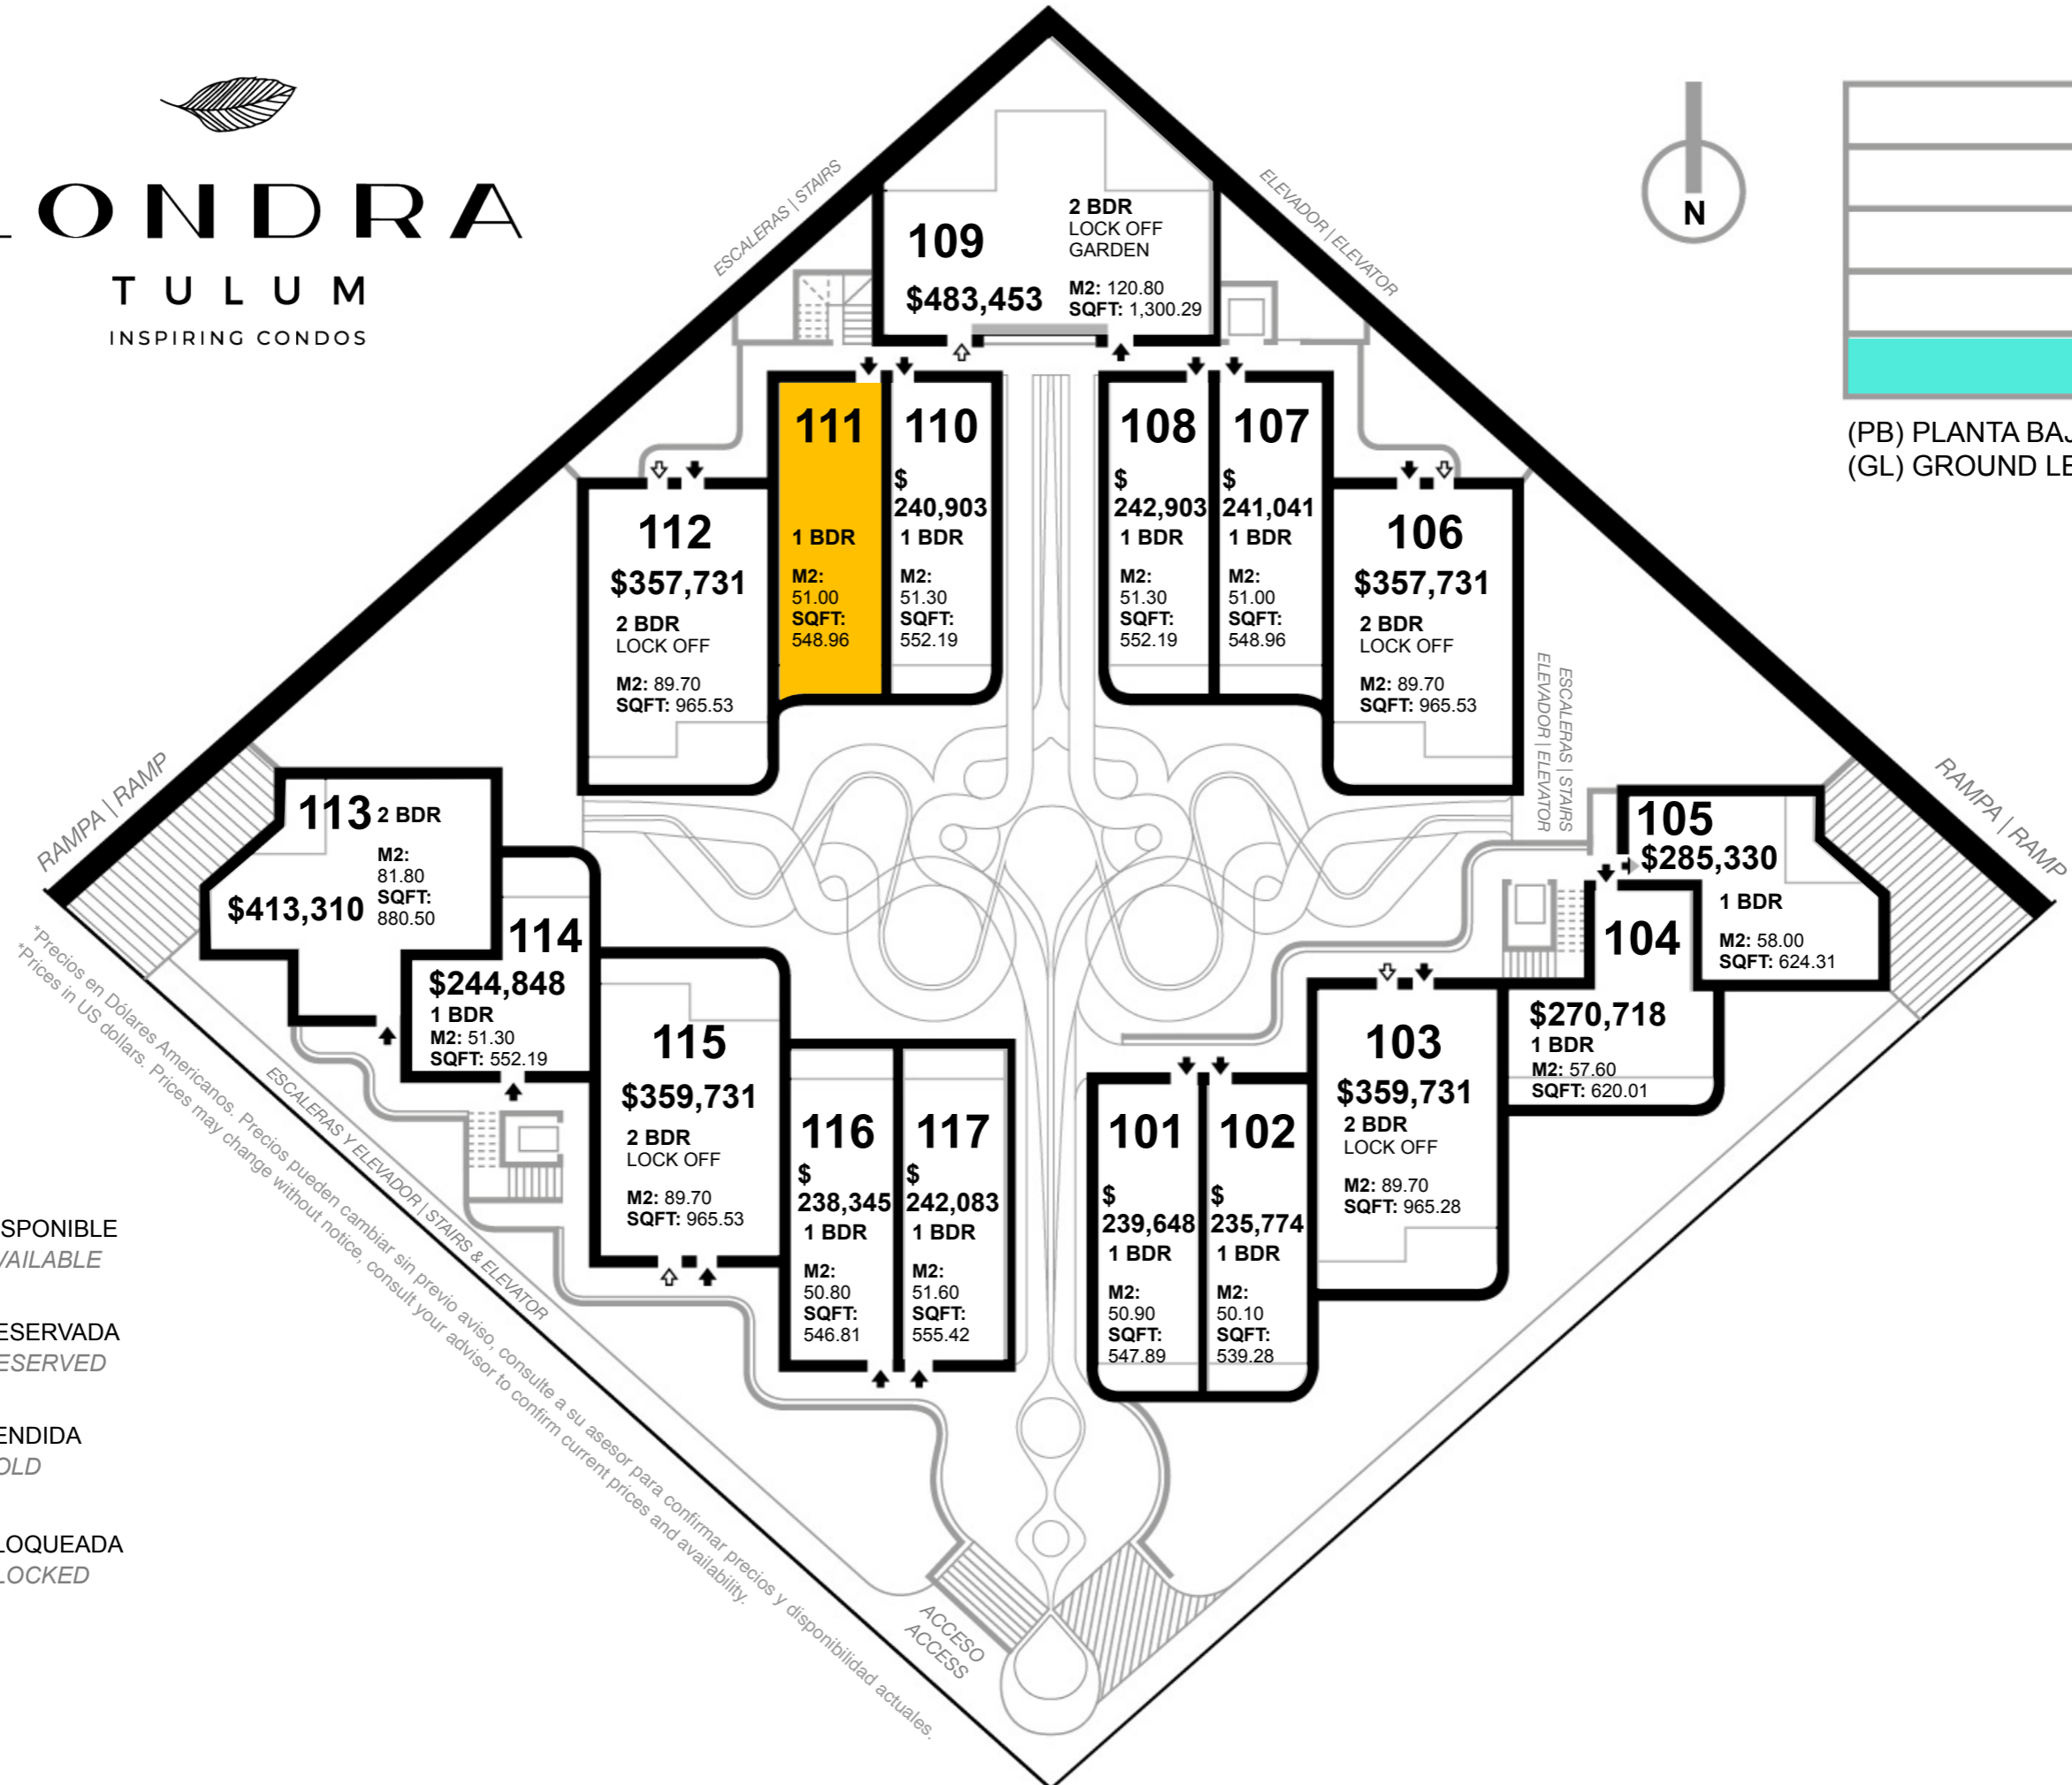 LONDRA
TULUM
INSPIRING CONDOS
ESCALERAS | STAIRS
ELEVADOR | ELEVATOR
N
(PB) PLANTA BAJ
(GL) GROUND LE
109
$483,453
2 BDR
LOCK OFF
GARDEN
M2: 120.80
SQFT: 1,300.29
111
1 BDR
M2:
51.00
SQFT:
548.96
110
$
240,903
1 BDR
M2:
51.30
SQFT:
552.19
108
$
242,903
1 BDR
M2:
51.30
SQFT:
552.19
107
$
241,041
1 BDR
M2:
51.00
SQFT:
548.96
112
$357,731
2 BDR
LOCK OFF
M2: 89.70
SQFT: 965.53
106
$357,731
2 BDR
LOCK OFF
M2: 89.70
SQFT: 965.53
ESCALERAS | STAIRS
ELEVADOR | ELEVATOR
RAMPA | RAMP
RAMPA | RAMP
113 2 BDR
M2:
81.80
SQFT:
880.50
$413,310
114
$244,848
1 BDR
M2: 51.30
SQFT: 552.19
105
$285,330
1 BDR
M2: 58.00
SQFT: 624.31
104
$270,718
1 BDR
M2: 57.60
SQFT: 620.01
115
$359,731
2 BDR
LOCK OFF
M2: 89.70
SQFT: 965.53
103
$359,731
2 BDR
LOCK OFF
M2: 89.70
SQFT: 965.28
116
$
238,345
1 BDR
M2:
50.80
SQFT:
546.81
117
$
242,083
1 BDR
M2:
51.60
SQFT:
555.42
101
$
239,648
1 BDR
M2:
50.90
SQFT:
547.89
102
$
235,774
1 BDR
M2:
50.10
SQFT:
539.28
ESCALERAS Y ELEVADOR | STAIRS & ELEVATOR
*Precios en Dólares Americanos. Precios pueden cambiar sin previo aviso, consulte a su asesor para confirmar precios y disponibilidad actuales.
*Prices in US dollars. Prices may change without notice, consult your advisor to confirm current prices and availability.
SPONIBLE
VAILABLE
ESERVADA
ESERVED
ENDIDA
OLD
LOQUEADA
LOCKED
ACCESO
ACCESS